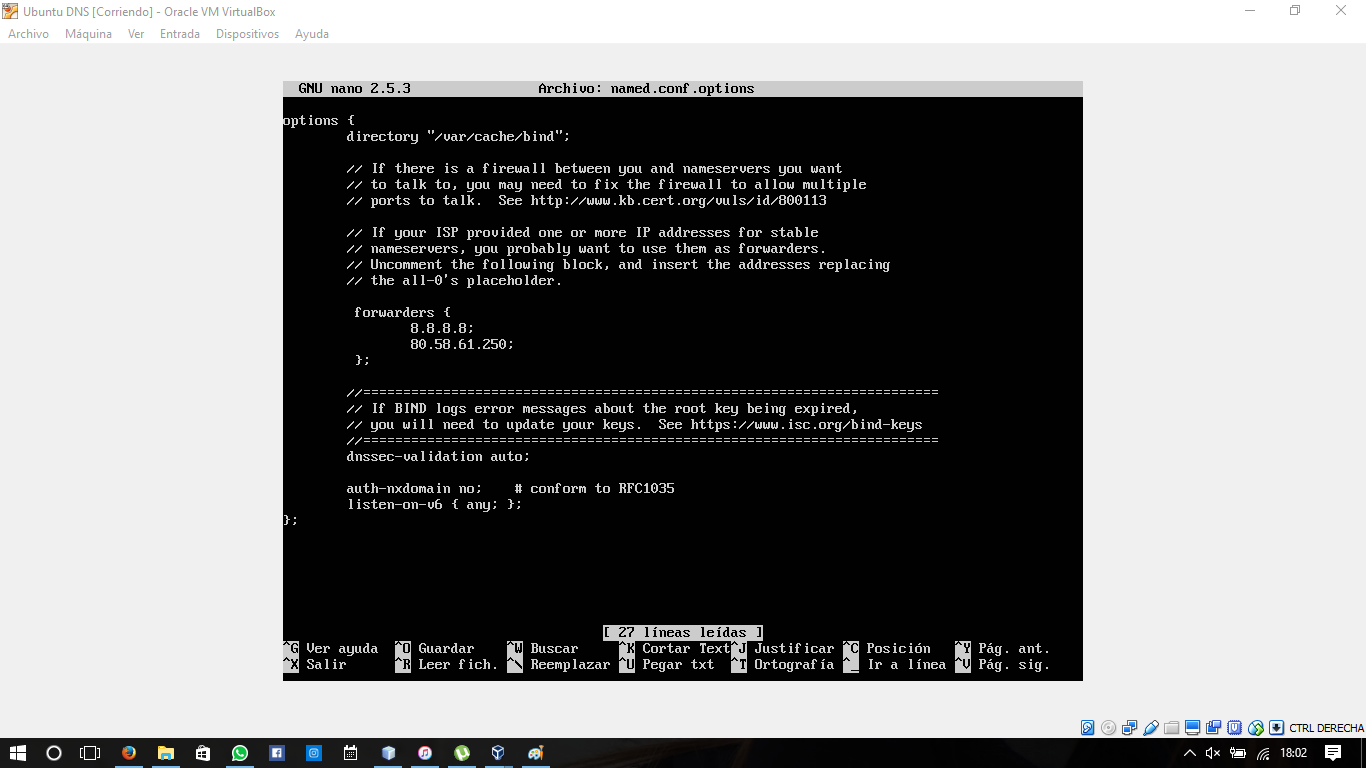 Ubuntu DNS [Corriendo] - Oracle VM VirtualBox
Archivo Máquina Ver Entrada Dispositivos Ayuda
GNU nano 2.5.3 Archivo: named.conf.options
options {
directory "/var/cache/bind";
// If there is a firewall between you and nameservers you want
// to talk to, you may need to fix the firewall to allow multiple
// ports to talk. See http://www.kb.cert.org/vuls/id/800113
// If your ISP provided one or more IP addresses for stable
// nameservers, you probably want to use them as forwarders.
// Uncomment the following block, and insert the addresses replacing
// the all-0's placeholder.
forwarders {
8.8.8.8;
80.58.61.250;
};
//========================================================================
// If BIND logs error messages about the root key being expired,
// you will need to update your keys. See https://www.isc.org/bind-keys
//========================================================================
dnssec-validation auto;
auth-nxdomain no; # conform to RFC1035
listen-on-v6 { any; };
};
[ 27 líneas leídas ]
^G Ver ayuda ^O Guardar ^W Buscar ^K Cortar Text ^J Justificar ^C Posición ^Y Pág. ant.
^X Salir ^R Leer fich. ^\ Reemplazar ^U Pegar txt ^T Ortografía ^_ Ir a línea ^V Pág. sig.
CTRL DERECHA
18:02